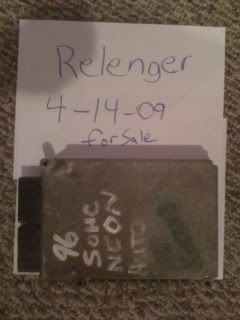 Relenger
4-14-09
for Sale
96
SOHC
NEON
AUTO